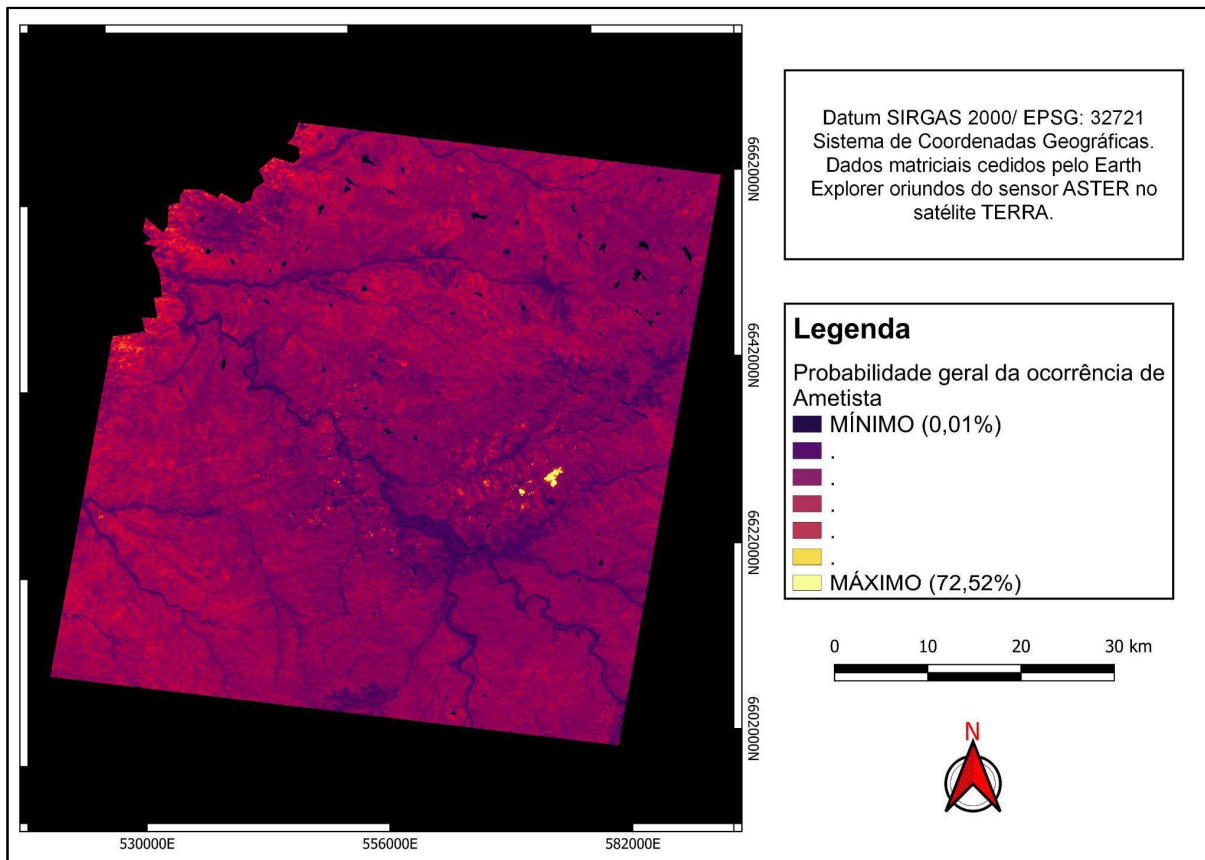 Datum SIRGAS 2000/ EPSG: 32721
Sistema de Coordenadas Geográficas.
Dados matriciais cedidos pelo Earth
Explorer oriundos do sensor ASTER no
satélite TERRA.
6662000N
6642000N
6622000N
6602000N
530000E
556000E
582000E
Legenda
Probabilidade geral da ocorrência de
Ametista
MÍNIMO (0,01%)
.
.
.
.
.
MÁXIMO (72,52%)
0 10 20 30 km
N